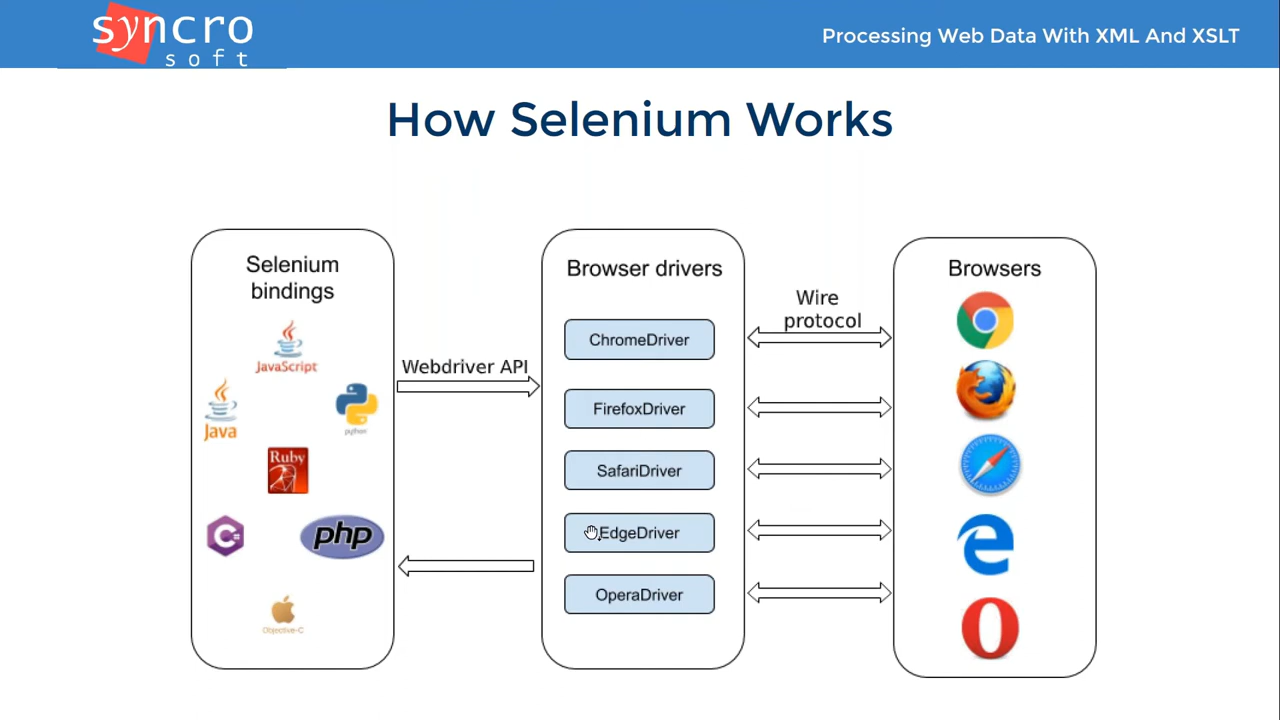 syncro
soft
Processing Web Data With XML And XSLT
How Selenium Works
Selenium
bindings
JavaScript
Java
python
Ruby
C#
php
Objective-C
Webdriver API
Browser drivers
ChromeDriver
FirefoxDriver
SafariDriver
EdgeDriver
OperaDriver
Wire
protocol
Browsers